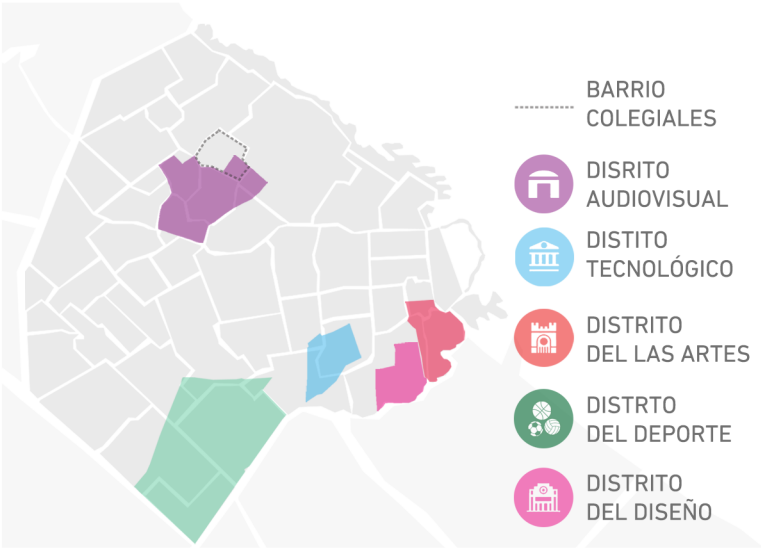 BARRIO
COLEGIALES
DISRITO
AUDIOVISUAL
DISTITO
TECNOLÓGICO
DISTRITO
DEL LAS ARTES
DISTRTO
DEL DEPORTE
DISTRITO
DEL DISEÑO